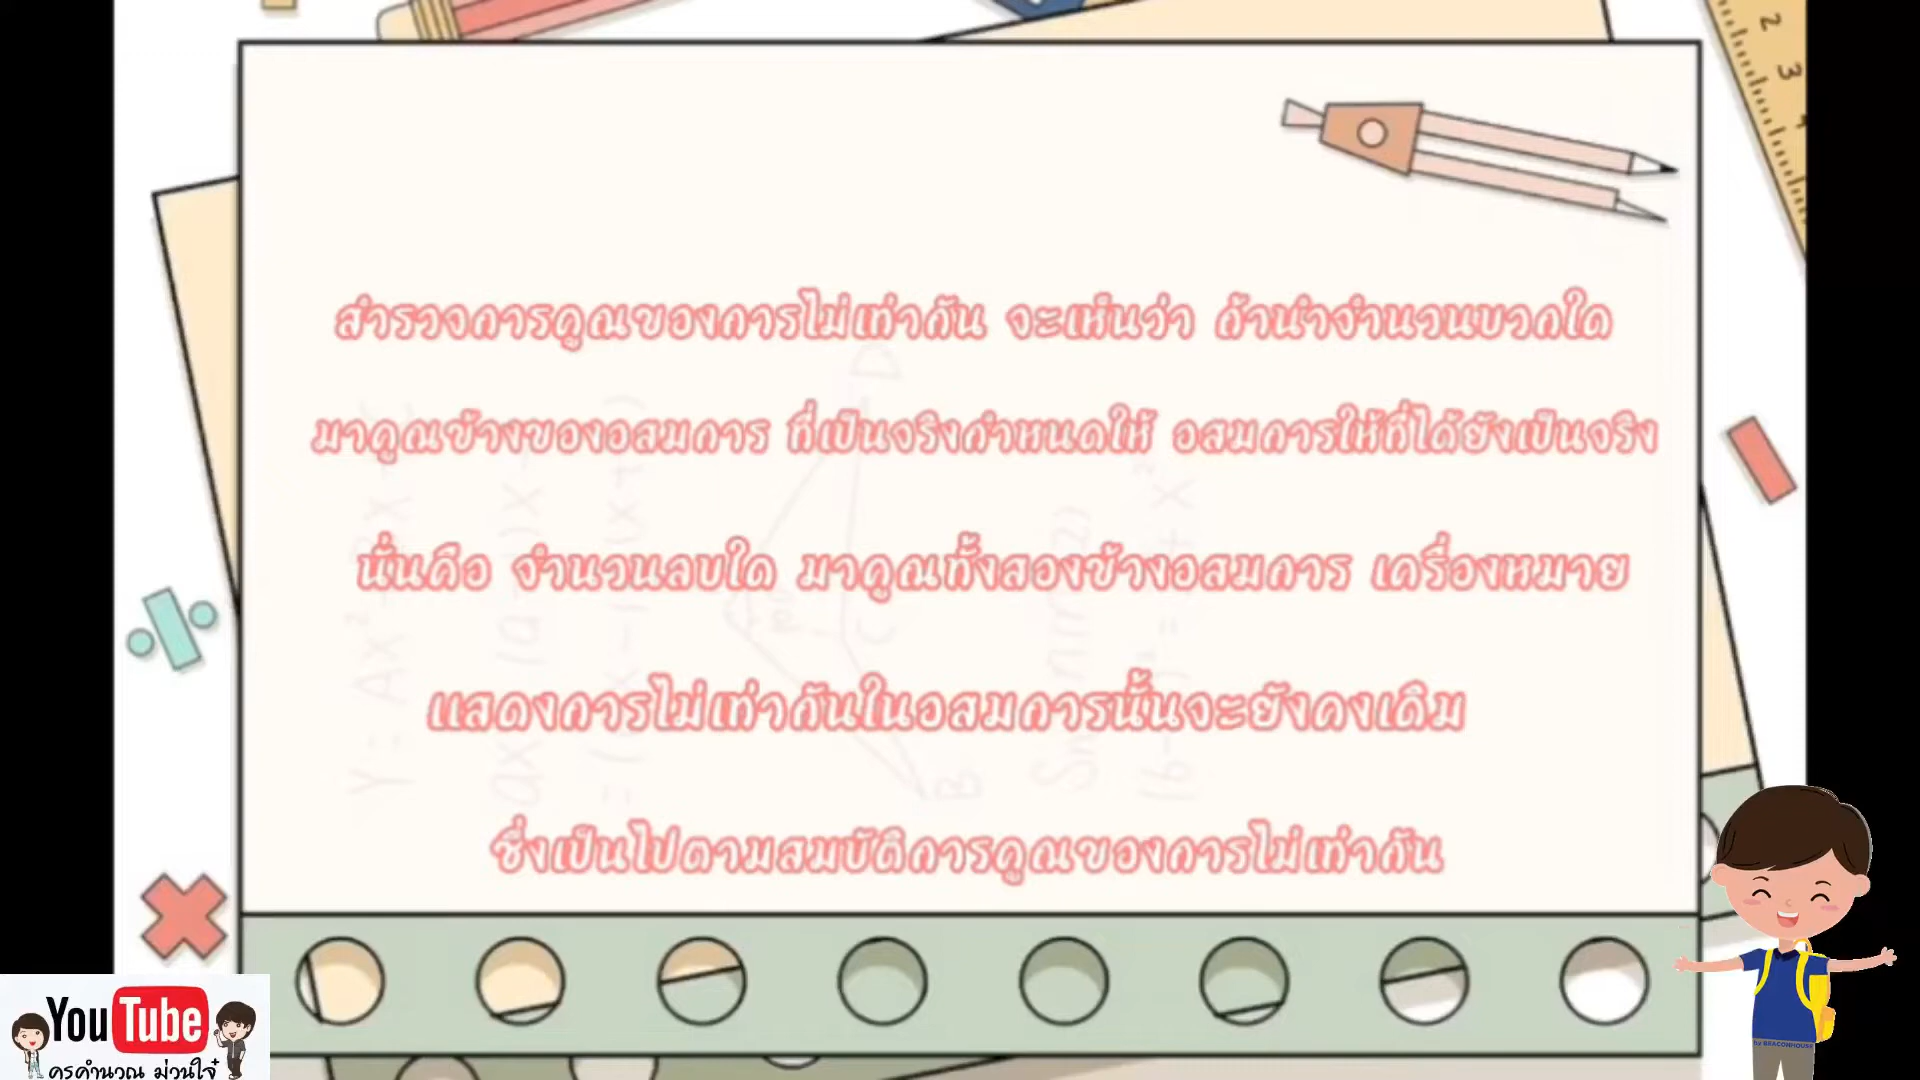 สำรวจการคูณของการไม่เท่ากัน จะเห็นว่า ถ้านำจำนวนบวกใด
มาคูณข้างของอสมการ ที่เป็นจริงกำหนดให้ อสมการให้ที่ได้ยังเป็นจริง
นั่นคือ จำนวนลบใด มาคูณทั้งสองข้างอสมการ เครื่องหมาย
แสดงการไม่เท่ากันในอสมการนั้นจะยังคงเดิม
ซึ่งเป็นไปตามสมบัติการคูณของการไม่เท่ากัน
YouTube
ครูคำนวณ ม่วนใจ๋
2
3
4